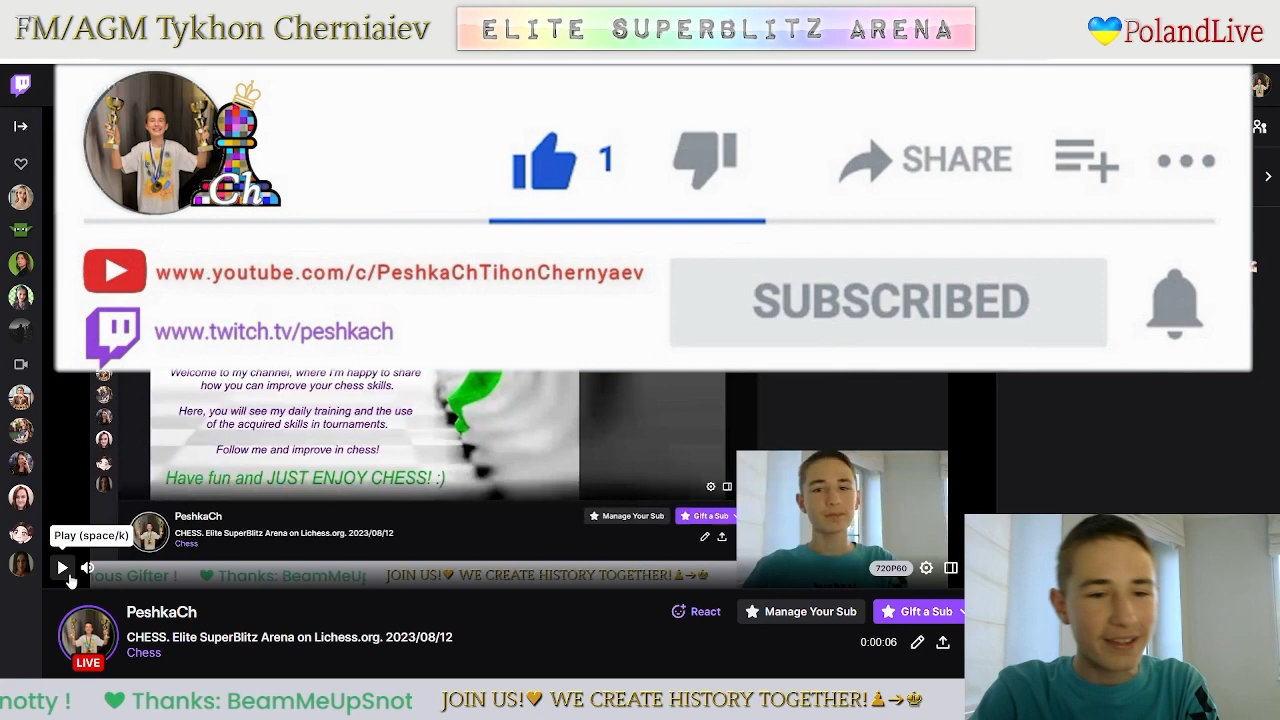 FM/AGM Tykhon Cherniaiev
ELITE SUPERBLITZ ARENA
PolandLive
Ch
1
SHARE
www.youtube.com/c/PeshkaChTihonChernyaev
SUBSCRIBED
www.twitch.tv/peshkach
Welcome to my channel, where I'm happy to share
how you can improve your chess skills.
Here, you will see my daily training and the use
of the acquired skills in tournaments.
Follow me and improve in chess!
Have fun and JUST ENJOY CHESS! :)
PeshkaCh
Manage Your Sub
Gift a Sub
CHESS. Elite SuperBlitz Arena on Lichess.org. 2023/08/12
Chess
Play (space/k)
ous Gifter !
Thanks: BeamMeUp
JOIN US! WE CREATE HISTORY TOGETHER!
720P60
PeshkaCh
React
Manage Your Sub
Gift a Sub
CHESS. Elite SuperBlitz Arena on Lichess.org. 2023/08/12
0:00:06
Chess
LIVE
notty !
Thanks: BeamMeUpSnot
JOIN US! WE CREATE HISTORY TOGETHER!